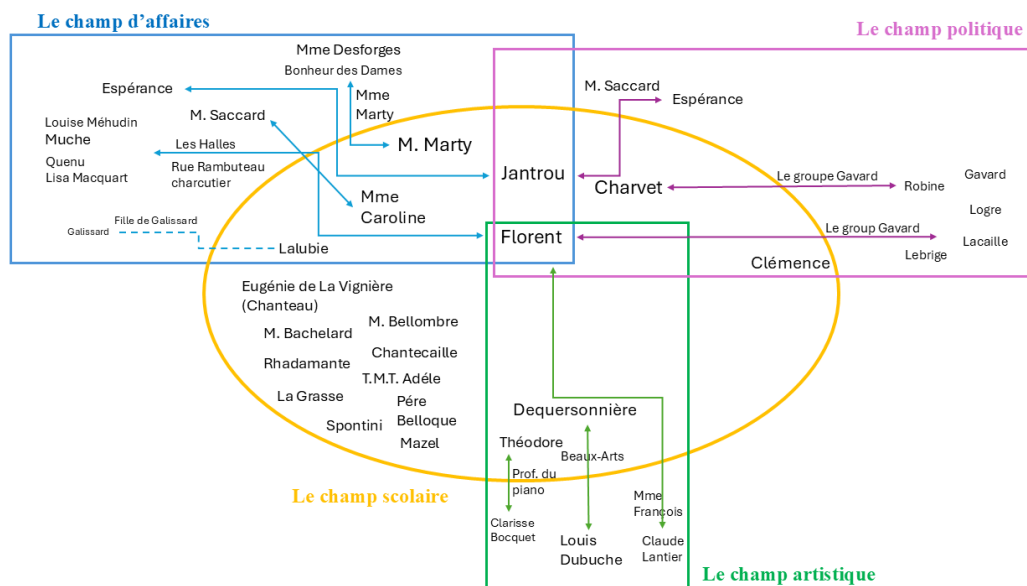 Le champ d'affaires
Le champ politique
Mme Desforges
Bonheur des Dames
Espérance
Mme
Marty
M. Saccard
M. Saccard
Espérance
Louise Méhudin
Muche
Les Halles
M. Marty
Quenu
Lisa Macquart
Rue Rambuteau
charcutier
Jantrou
Charvet
Le groupe Gavard
Robine
Gavard
Mme
Caroline
Logre
Fille de Galissard
Galissard
Lalubie
Florent
Le group Gavard
Lacaille
Lebrige
Clémence
Eugénie de La Vignière
(Chanteau)
M. Bellombre
M. Bachelard
Chantecaille
Rhadamante
T.M.T. Adéle
La Grasse
Pére
Belloque
Spontini
Mazel
Dequersonnière
Théodore
Beaux-Arts
Prof. du
piano
Le champ scolaire
Mme
François
Clarisse
Bocquet
Louis
Dubuche
Claude
Lantier
Le champ artistique